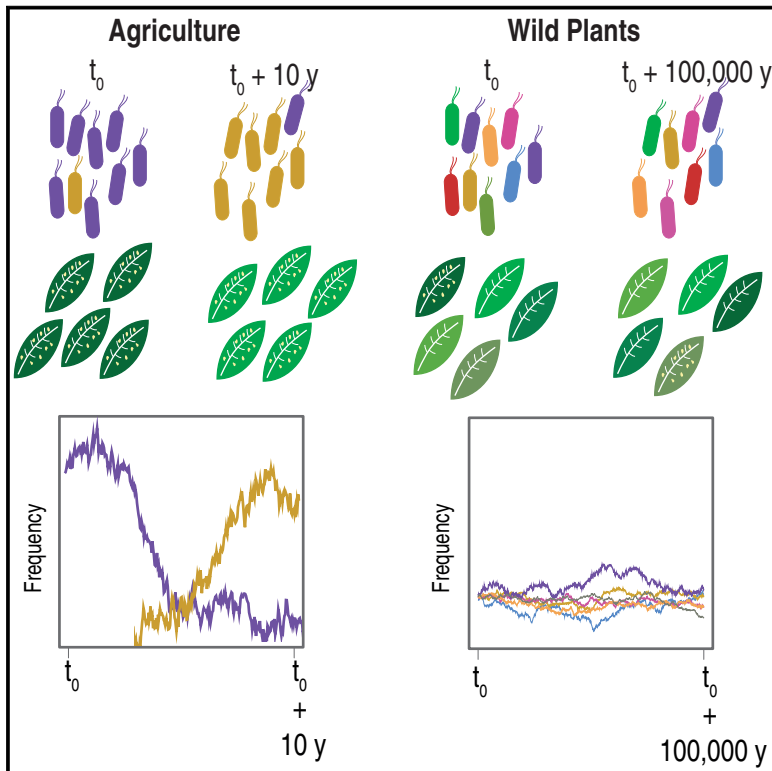 Agriculture
t₀
t₀ + 10 y
Frequency
t₀
t₀
+
10 y
Wild Plants
t₀
t₀ + 100,000 y
Frequency
t₀
t₀
+
100,000 y